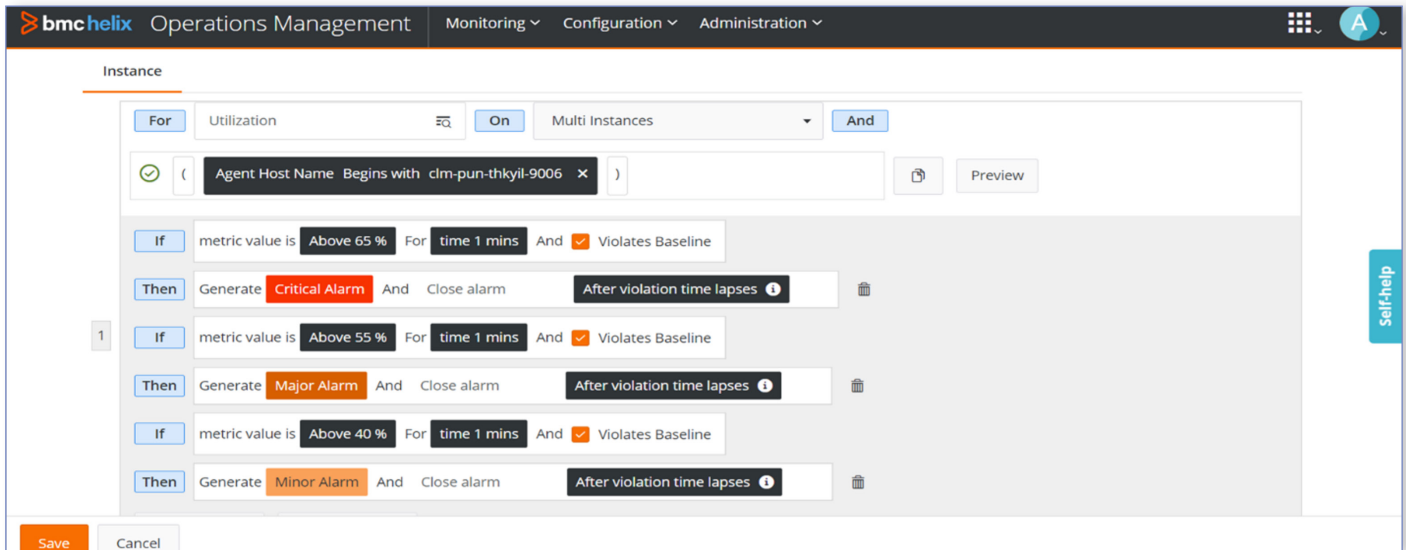 bmc helix Operations Management Monitoring Configuration Administration A
Instance
For Utilization On Multi Instances And
( Agent Host Name Begins with clm-pun-thkyil-9006 × ) Preview
If metric value is Above 65 % For time 1 mins And Violates Baseline
Then Generate Critical Alarm And Close alarm After violation time lapses
1
If metric value is Above 55 % For time 1 mins And Violates Baseline
Then Generate Major Alarm And Close alarm After violation time lapses
If metric value is Above 40 % For time 1 mins And Violates Baseline
Then Generate Minor Alarm And Close alarm After violation time lapses
Save Cancel
Self-help